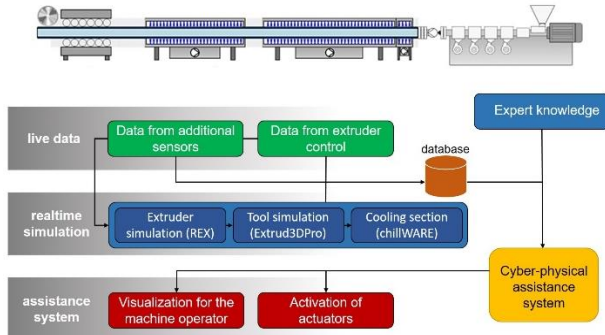 Expert knowledge
live data
Data from additional
sensors
Data from extruder
control
database
realtime
simulation
Extruder
simulation (REX)
Tool simulation
(Extrud3DPro)
Cooling section
(chillWARE)
Cyber-physical
assistance
system
assistance
system
Visualization for the
machine operator
Activation of
actuators